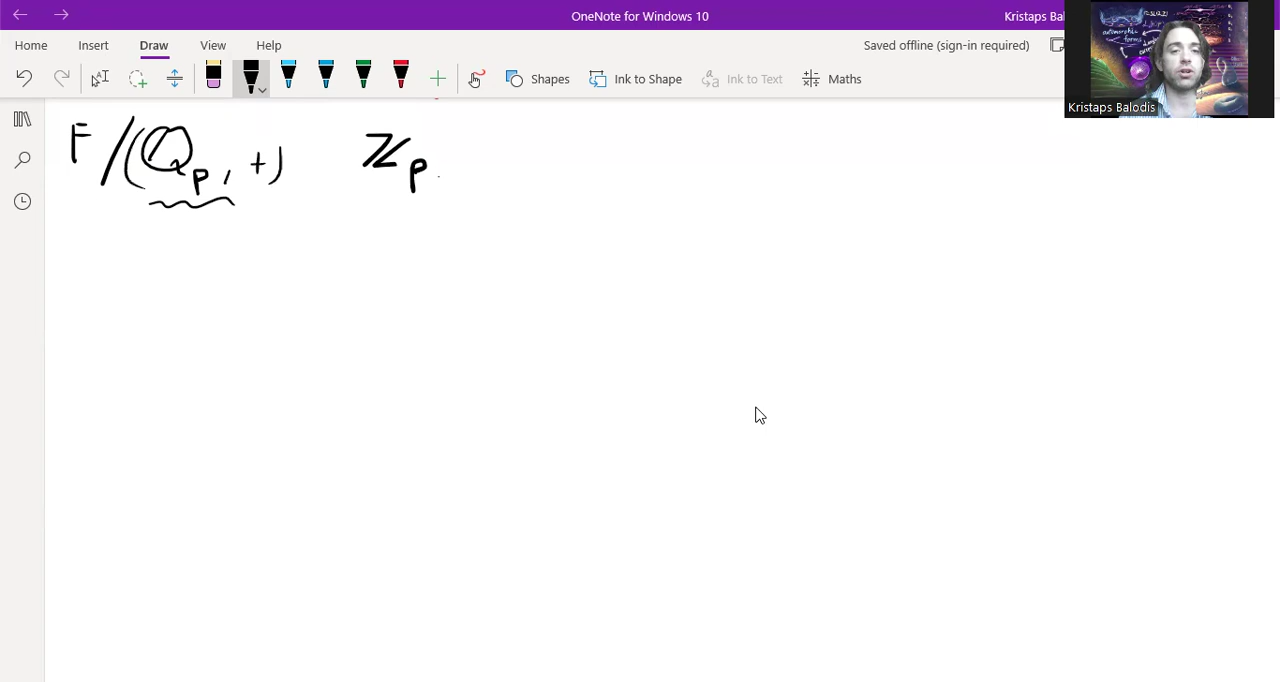 OneNote for Windows 10
Kristaps Bal
Home Insert Draw View Help
Saved offline (sign-in required)
Shapes
Ink to Shape
Ink to Text
Maths
Kristaps Balodis
F/(ℚp, +) ℤp.